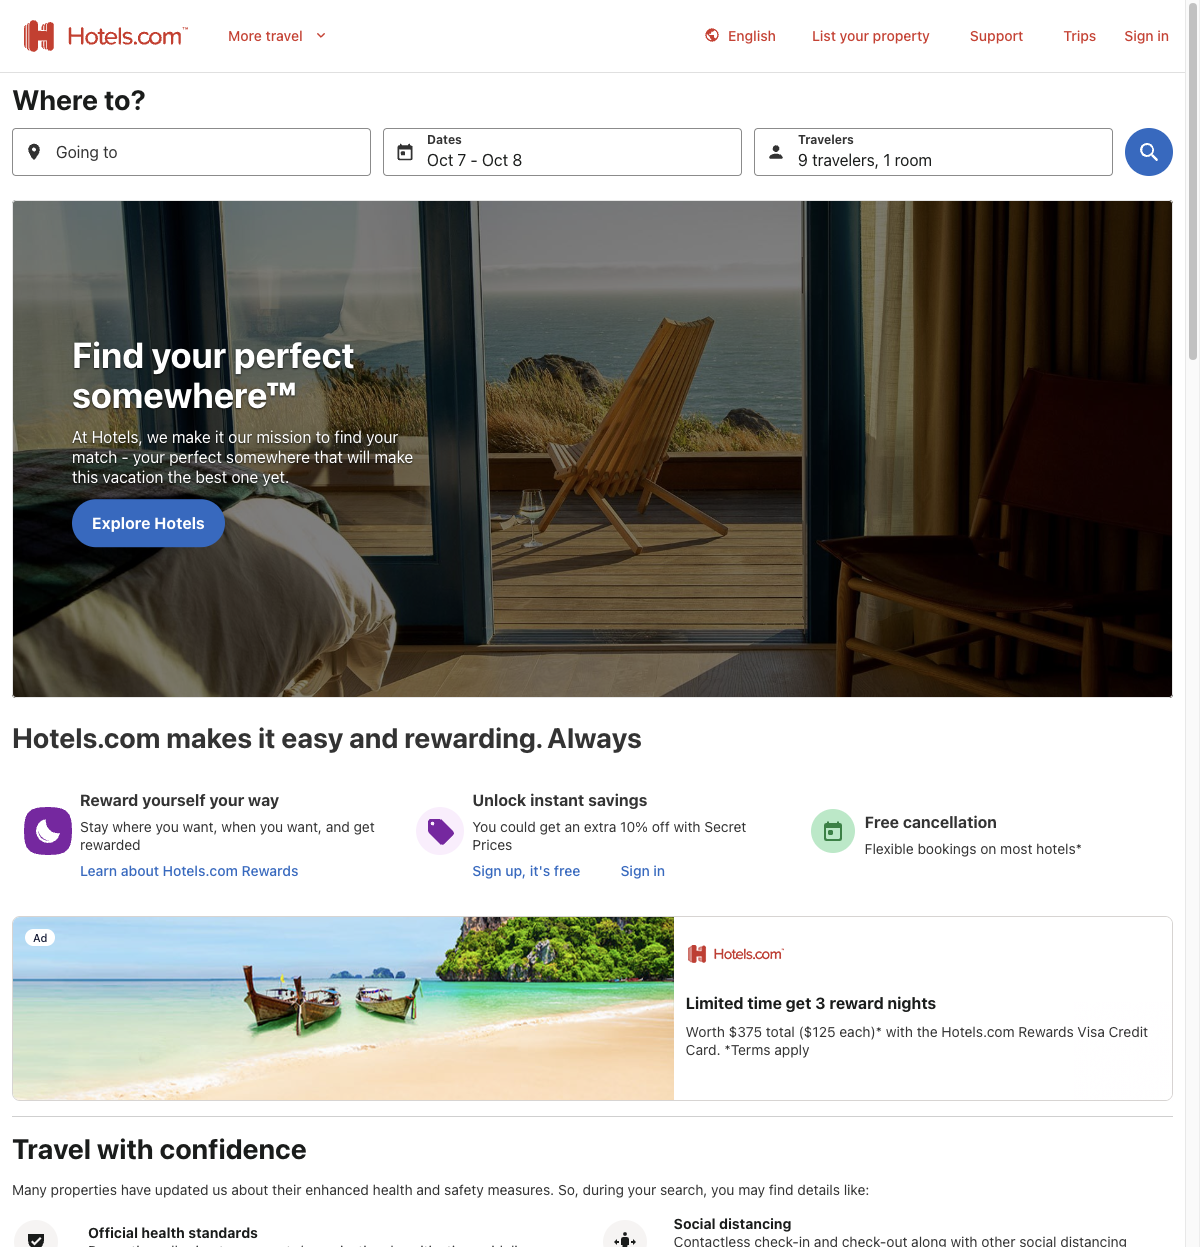 Hotels.com™
More travel
English
List your property
Support
Trips
Sign in
Where to?
Going to
Dates
Oct 7 - Oct 8
Travelers
9 travelers, 1 room
Find your perfect
somewhere™
At Hotels, we make it our mission to find your
match - your perfect somewhere that will make
this vacation the best one yet.
Explore Hotels
Hotels.com makes it easy and rewarding. Always
Reward yourself your way
Stay where you want, when you want, and get
rewarded
Learn about Hotels.com Rewards
Unlock instant savings
You could get an extra 10% off with Secret
Prices
Sign up, it's free
Sign in
Free cancellation
Flexible bookings on most hotels*
Ad
Hotels.com
Limited time get 3 reward nights
Worth $375 total ($125 each)* with the Hotels.com Rewards Visa Credit
Card. *Terms apply
Travel with confidence
Many properties have updated us about their enhanced health and safety measures. So, during your search, you may find details like:
Official health standards
Social distancing
Contactless check-in and check-out along with other social distancing